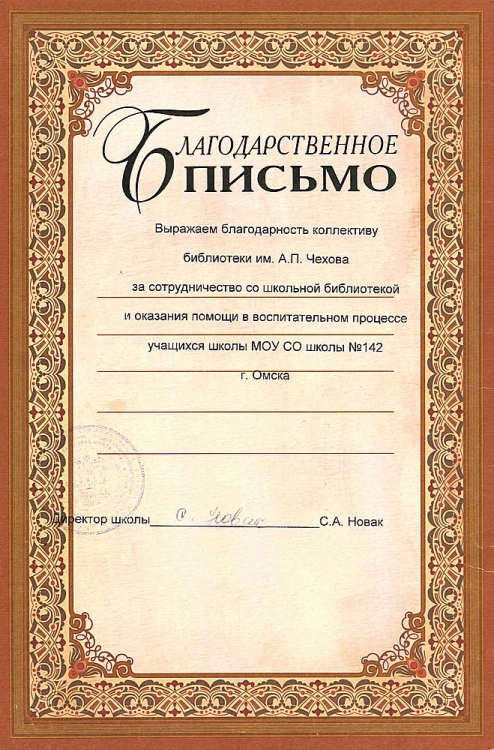 Благодарственное
письмо
Выражаем благодарность коллективу
библиотеки им. А.П. Чехова
за сотрудничество со школьной библиотекой
и оказания помощи в воспитательном процессе
учащихся школы МОУ СО школы №142
г. Омска
Директор школы С. Новак С.А. Новак